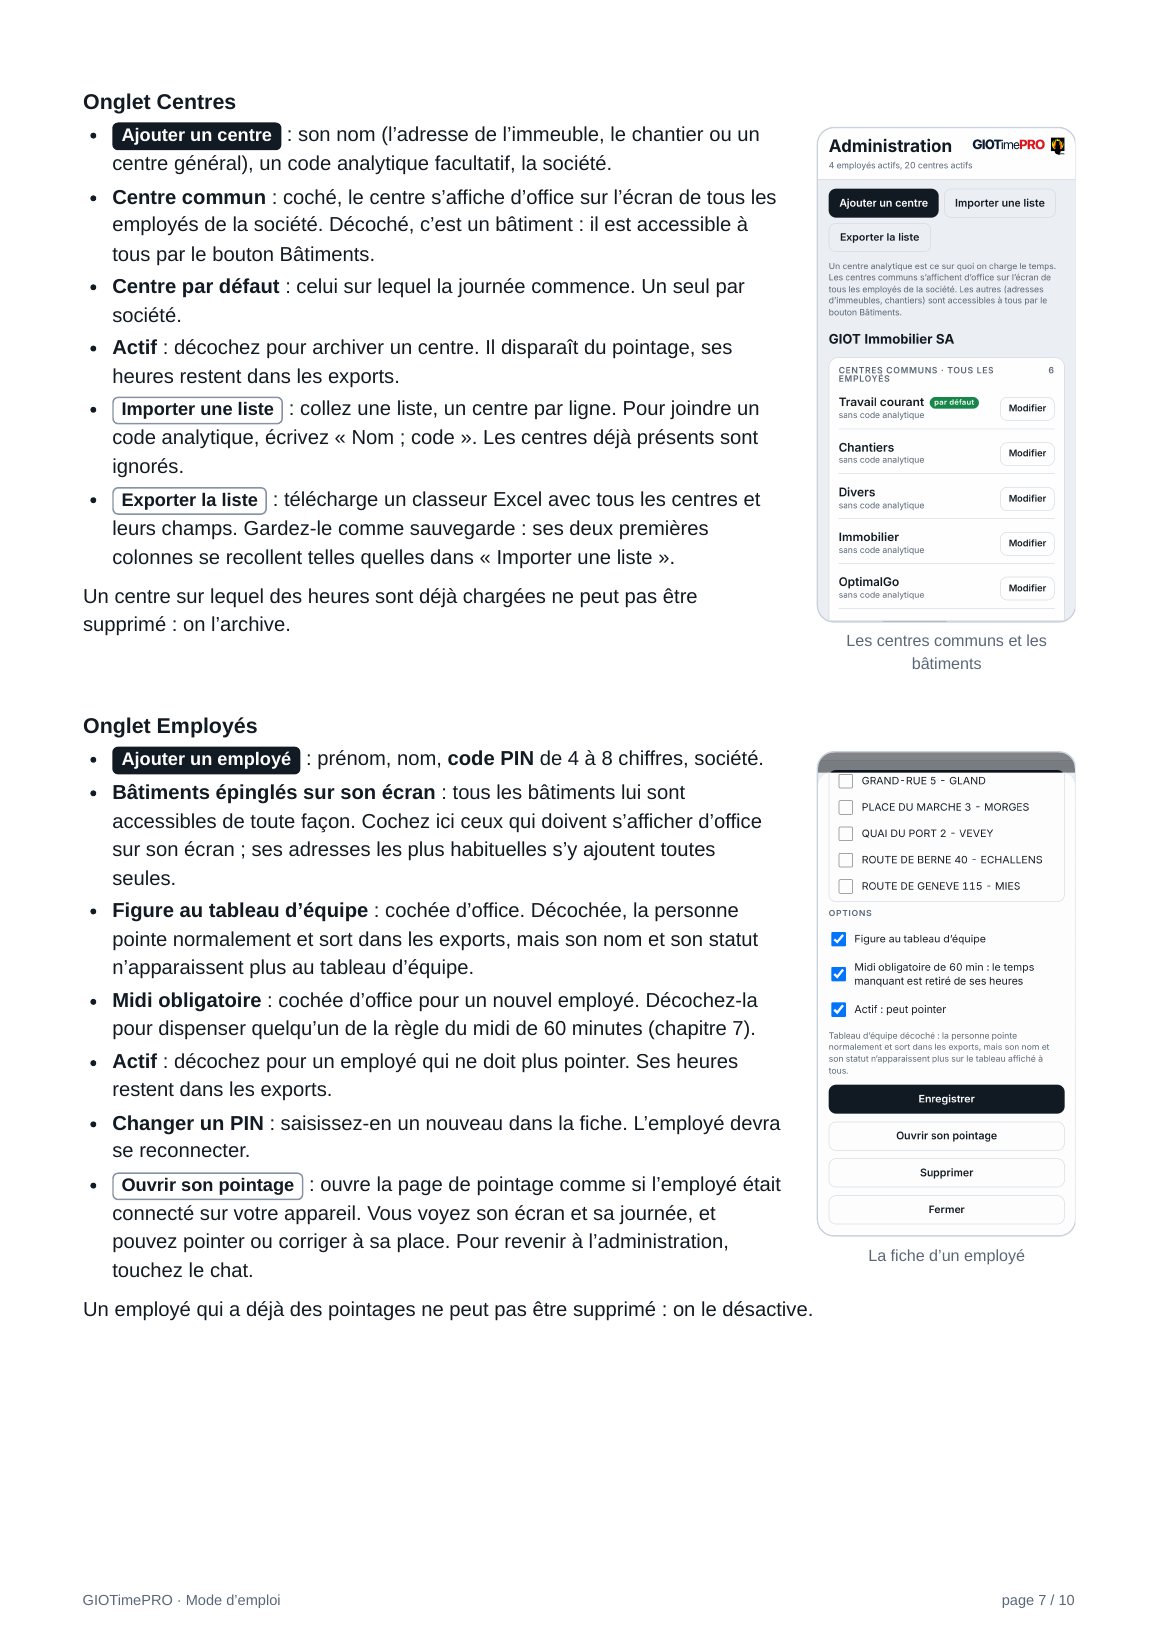 Onglet Centres
Ajouter un centre : son nom (l’adresse de l’immeuble, le chantier ou un
centre général), un code analytique facultatif, la société.
Centre commun : coché, le centre s’affiche d’office sur l’écran de tous les
employés de la société. Décoché, c’est un bâtiment : il est accessible à
tous par le bouton Bâtiments.
Centre par défaut : celui sur lequel la journée commence. Un seul par
société.
Actif : décochez pour archiver un centre. Il disparaît du pointage, ses
heures restent dans les exports.
Importer une liste : collez une liste, un centre par ligne. Pour joindre un
code analytique, écrivez « Nom ; code ». Les centres déjà présents sont
ignorés.
Exporter la liste : télécharge un classeur Excel avec tous les centres et
leurs champs. Gardez-le comme sauvegarde : ses deux premières
colonnes se recollent telles quelles dans « Importer une liste ».
Un centre sur lequel des heures sont déjà chargées ne peut pas être
supprimé : on l’archive.
Administration
GIOTimePRO
4 employés actifs, 20 centres actifs
Ajouter un centre
Importer une liste
Exporter la liste
Un centre analytique est ce sur quoi on charge le temps.
Les centres communs s’affichent d’office sur l’écran de
tous les employés de la société. Les autres (adresses
d’immeubles, chantiers) sont accessibles à tous par le
bouton Bâtiments.
GIOT Immobilier SA
CENTRES COMMUNS · TOUS LES 6
EMPLOYÉS
Travail courant par défaut
sans code analytique
Modifier
Chantiers
sans code analytique
Modifier
Divers
sans code analytique
Modifier
Immobilier
sans code analytique
Modifier
OptimalGo
sans code analytique
Modifier
Les centres communs et les
bâtiments
Onglet Employés
Ajouter un employé : prénom, nom, code PIN de 4 à 8 chiffres, société.
Bâtiments épinglés sur son écran : tous les bâtiments lui sont
accessibles de toute façon. Cochez ici ceux qui doivent s’afficher d’office
sur son écran ; ses adresses les plus habituelles s’y ajoutent toutes
seules.
Figure au tableau d’équipe : cochée d’office. Décochée, la personne
pointe normalement et sort dans les exports, mais son nom et son statut
n’apparaissent plus au tableau d’équipe.
Midi obligatoire : cochée d’office pour un nouvel employé. Décochez-la
pour dispenser quelqu’un de la règle du midi de 60 minutes (chapitre 7).
Actif : décochez pour un employé qui ne doit plus pointer. Ses heures
restent dans les exports.
Changer un PIN : saisissez-en un nouveau dans la fiche. L’employé devra
se reconnecter.
Ouvrir son pointage : ouvre la page de pointage comme si l’employé était
connecté sur votre appareil. Vous voyez son écran et sa journée, et
pouvez pointer ou corriger à sa place. Pour revenir à l’administration,
touchez le chat.
Un employé qui a déjà des pointages ne peut pas être supprimé : on le désactive.
GRAND-RUE 5 - GLAND
PLACE DU MARCHE 3 - MORGES
QUAI DU PORT 2 - VEVEY
ROUTE DE BERNE 40 - ECHALLENS
ROUTE DE GENEVE 115 - MIES
OPTIONS
Figure au tableau d’équipe
Midi obligatoire de 60 min : le temps
manquant est retiré de ses heures
Actif : peut pointer
Tableau d’équipe décoché : la personne pointe
normalement et sort dans les exports, mais son nom et
son statut n’apparaissent plus sur le tableau affiché à
tous.
Enregistrer
Ouvrir son pointage
Supprimer
Fermer
La fiche d’un employé
GIOTimePRO · Mode d’emploi
page 7 / 10